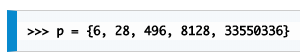 >>> p = {6, 28, 496, 8128, 33550336}